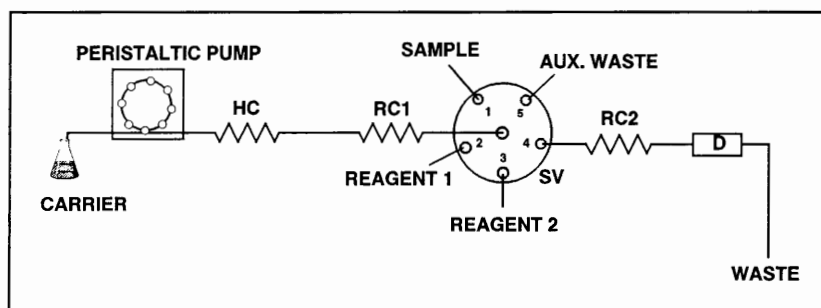 SAMPLE
PERISTALTIC PUMP
AUX. WASTE
HC
RC1
1
5
RC2
2
4
D
3
REAGENT 1
SV
CARRIER
REAGENT 2
WASTE